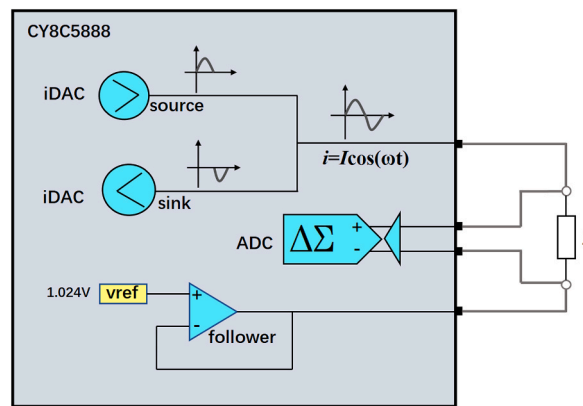 CY8C5888
iDAC
source
i=Icos(ωt)
iDAC
sink
ADC
ΔΣ
+
-
1.024V
vref
+
-
follower